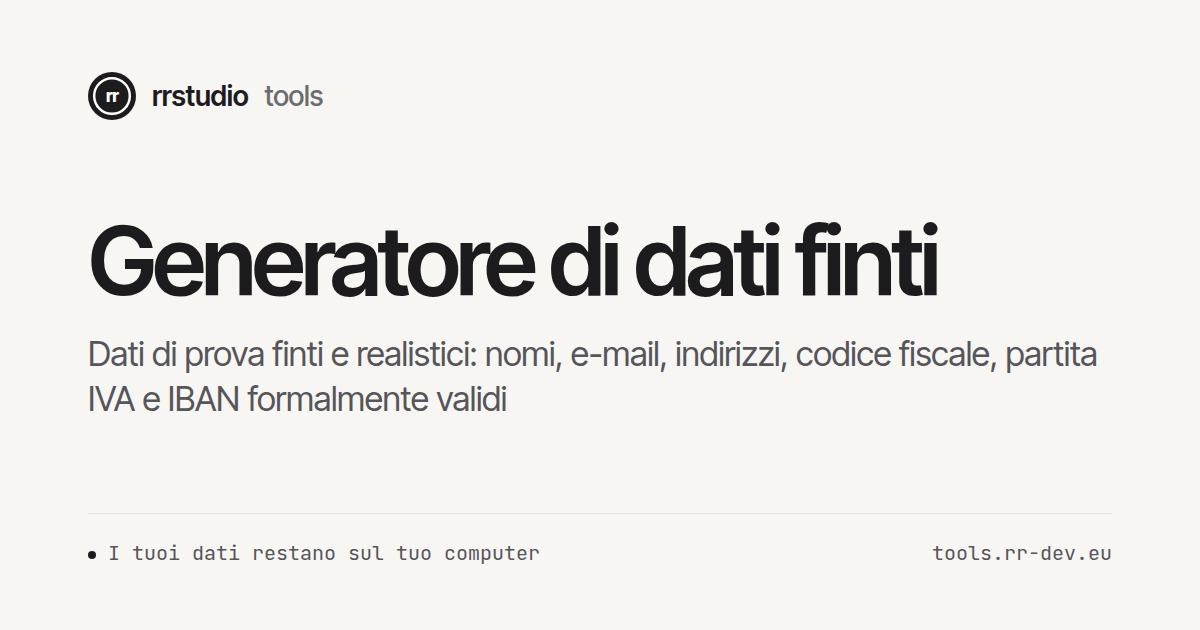 rr rrstudio tools
Generatore di dati finti
Dati di prova finti e realistici: nomi, e-mail, indirizzi, codice fiscale, partita
IVA e IBAN formalmente validi
I tuoi dati restano sul tuo computer
tools.rr-dev.eu